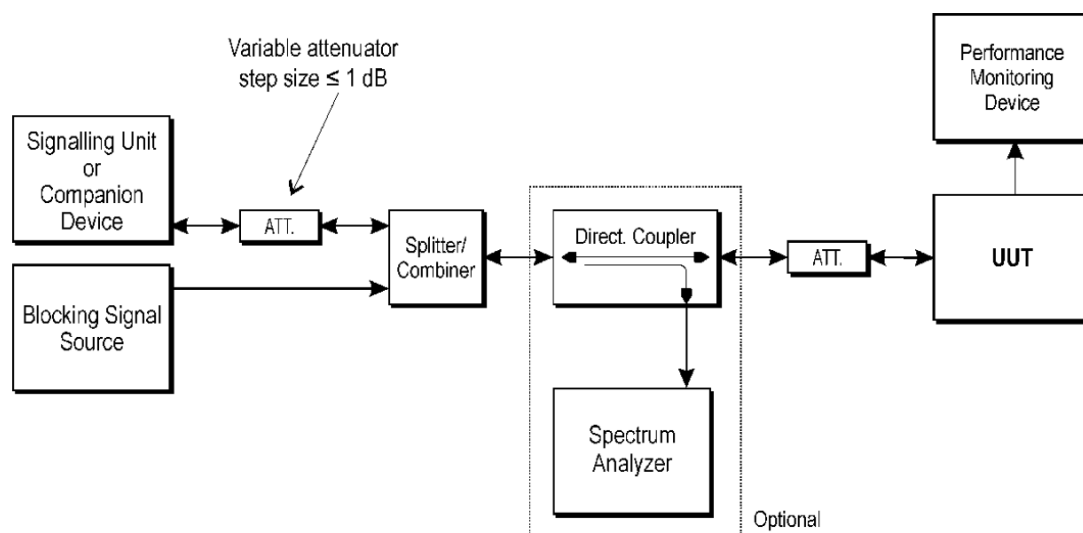 Variable attenuator
step size ≤ 1 dB
Performance
Monitoring
Device
Signalling Unit
or
Companion
Device
ATT.
Splitter/
Combiner
Direct. Coupler
ATT.
UUT
Blocking Signal
Source
Spectrum
Analyzer
Optional